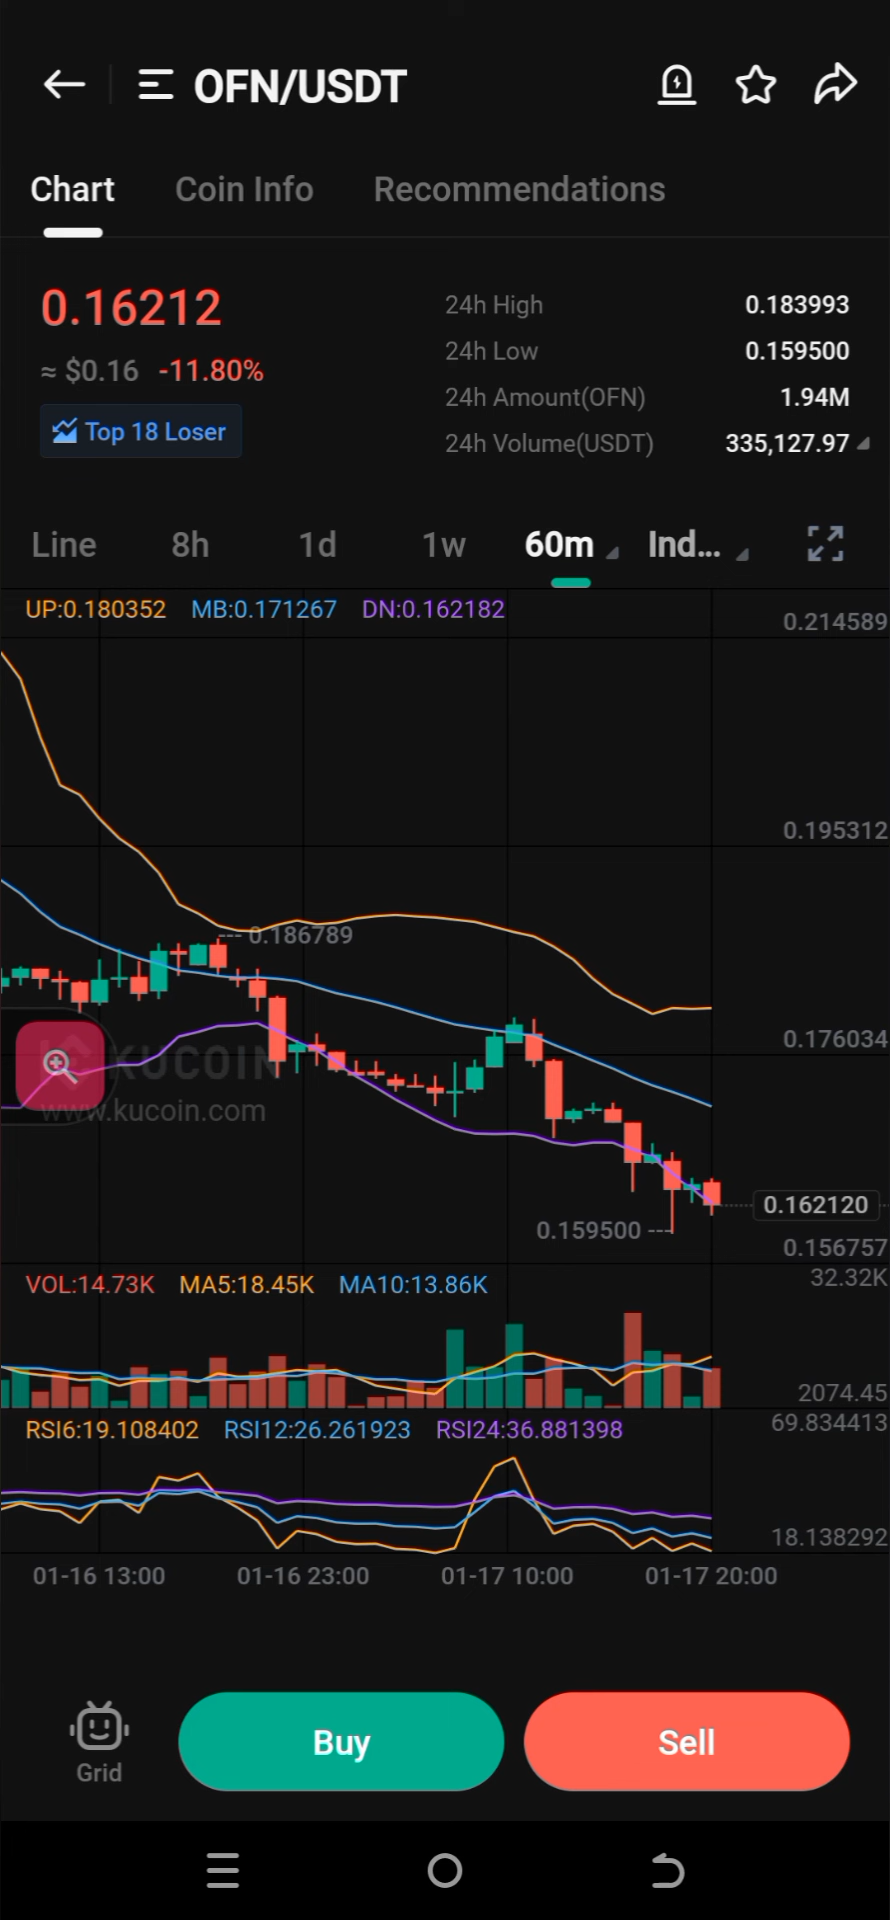 OFN/USDT
Chart Coin Info Recommendations
0.16212
≈ $0.16 -11.80%
Top 18 Loser
24h High 0.183993
24h Low 0.159500
24h Amount(OFN) 1.94M
24h Volume(USDT) 335,127.97
Line 8h 1d 1w 60m Ind...
UP:0.180352 MB:0.171267 DN:0.162182
0.214589
0.195312
0.186789
0.176034
KUCOIN
www.kucoin.com
0.162120
0.159500
0.156757
VOL:14.73K MA5:18.45K MA10:13.86K
32.32K
2074.45
RSI6:19.108402 RSI12:26.261923 RSI24:36.881398
69.834413
18.138292
01-16 13:00 01-16 23:00 01-17 10:00 01-17 20:00
Grid
Buy
Sell